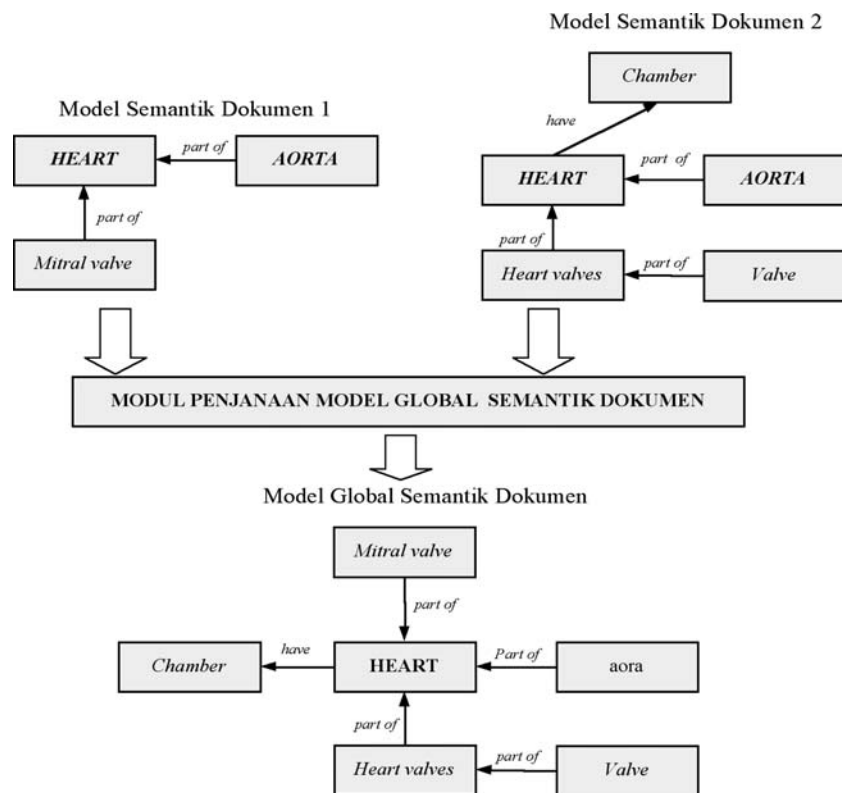 Model Semantik Dokumen 2
Chamber
Model Semantik Dokumen 1
have
HEART
part of
AORTA
HEART
part of
AORTA
part of
part of
Mitral valve
Heart valves
part of
Valve
MODUL PENJANAAN MODEL GLOBAL SEMANTIK DOKUMEN
Model Global Semantik Dokumen
Mitral valve
part of
Chamber
have
HEART
Part of
aora
part of
Heart valves
part of
Valve